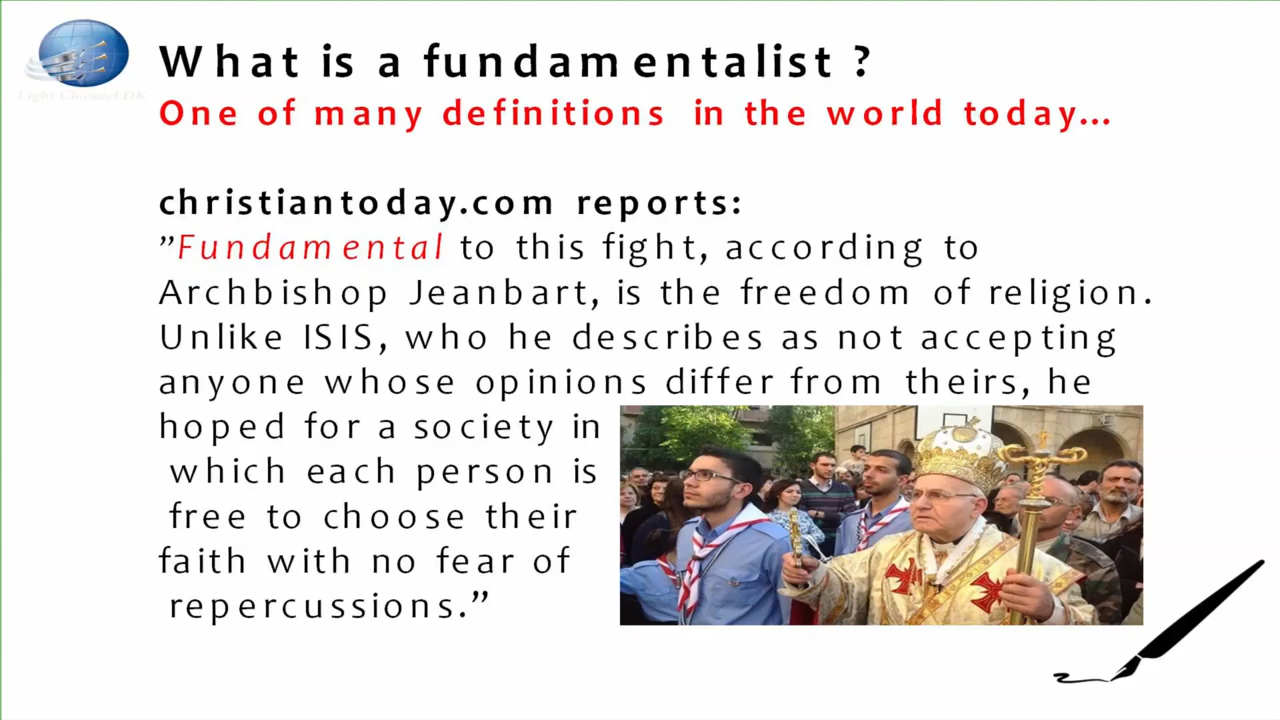 Light Channel DK
What is a fundamentalist ?
One of many definitions in the world today...
christiantoday.com reports:
”Fundamental to this fight, according to
Archbishop Jeanbart, is the freedom of religion.
Unlike ISIS, who he describes as not accepting
anyone whose opinions differ from theirs, he
hoped for a society in
which each person is
free to choose their
faith with no fear of
repercussions.”